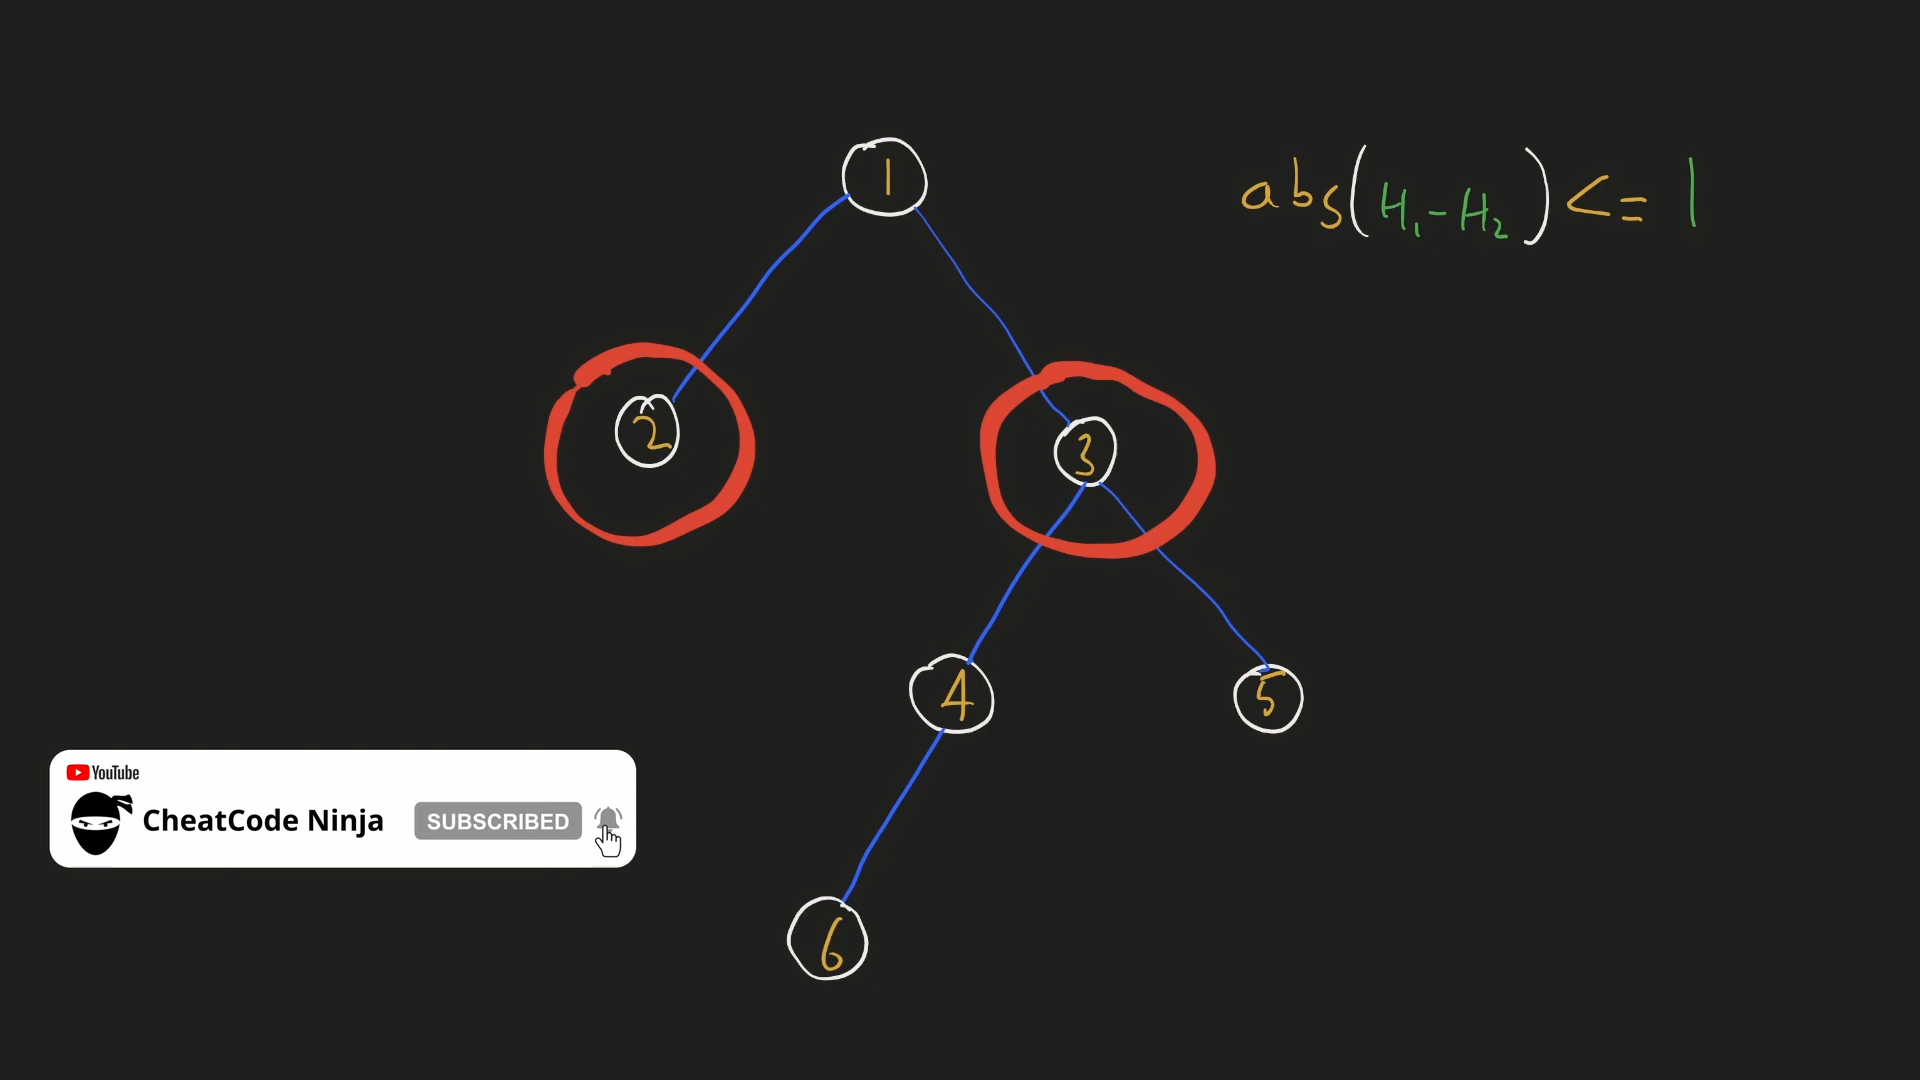 1
abs(H₁-H₂)<= 1
2
3
4
5
YouTube
CheatCode Ninja
SUBSCRIBED
6